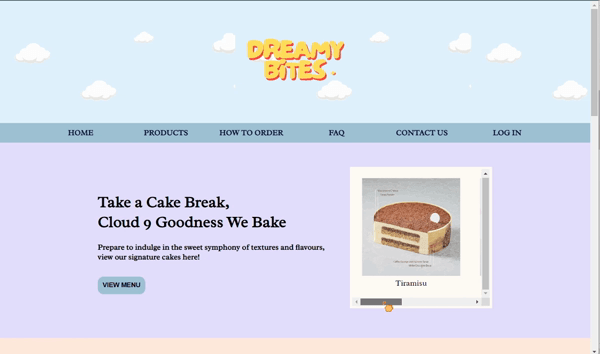 DREAMY
BITES
HOME PRODUCTS HOW TO ORDER FAQ CONTACT US LOG IN
Take a Cake Break,
Cloud 9 Goodness We Bake
Prepare to indulge in the sweet symphony of textures and flavours,
view our signature cakes here!
VIEW MENU
Tiramisu